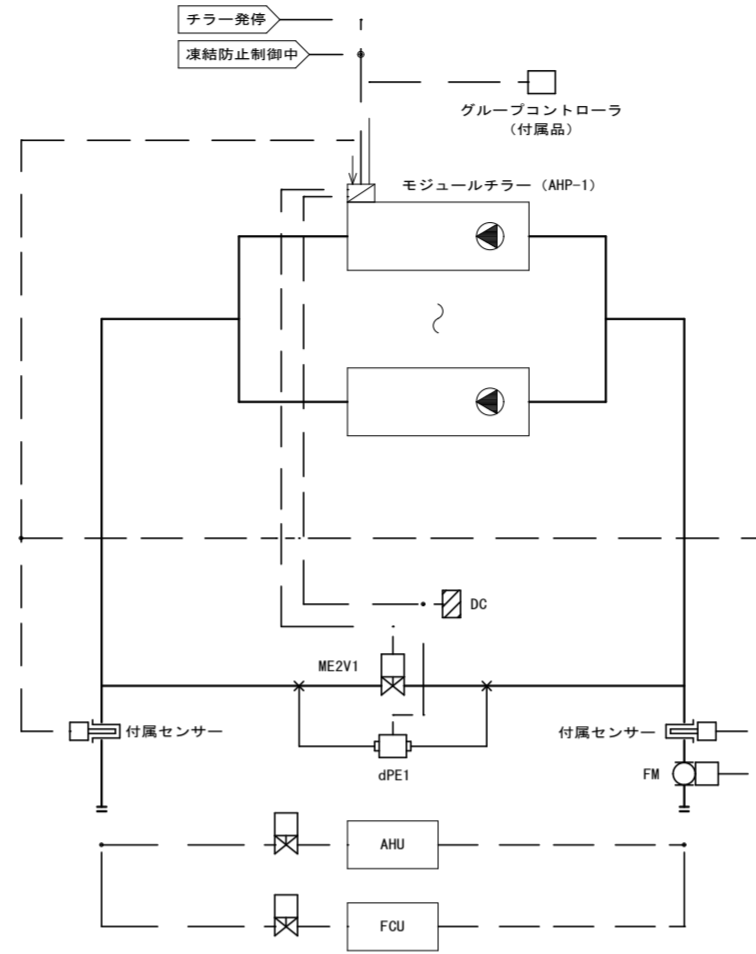 チラー発停
凍結防止制御中
グループコントローラ
(付属品)
モジュールチラー (AHP-1)
DC
ME2V1
付属センサー
付属センサー
dPE1
FM
AHU
FCU